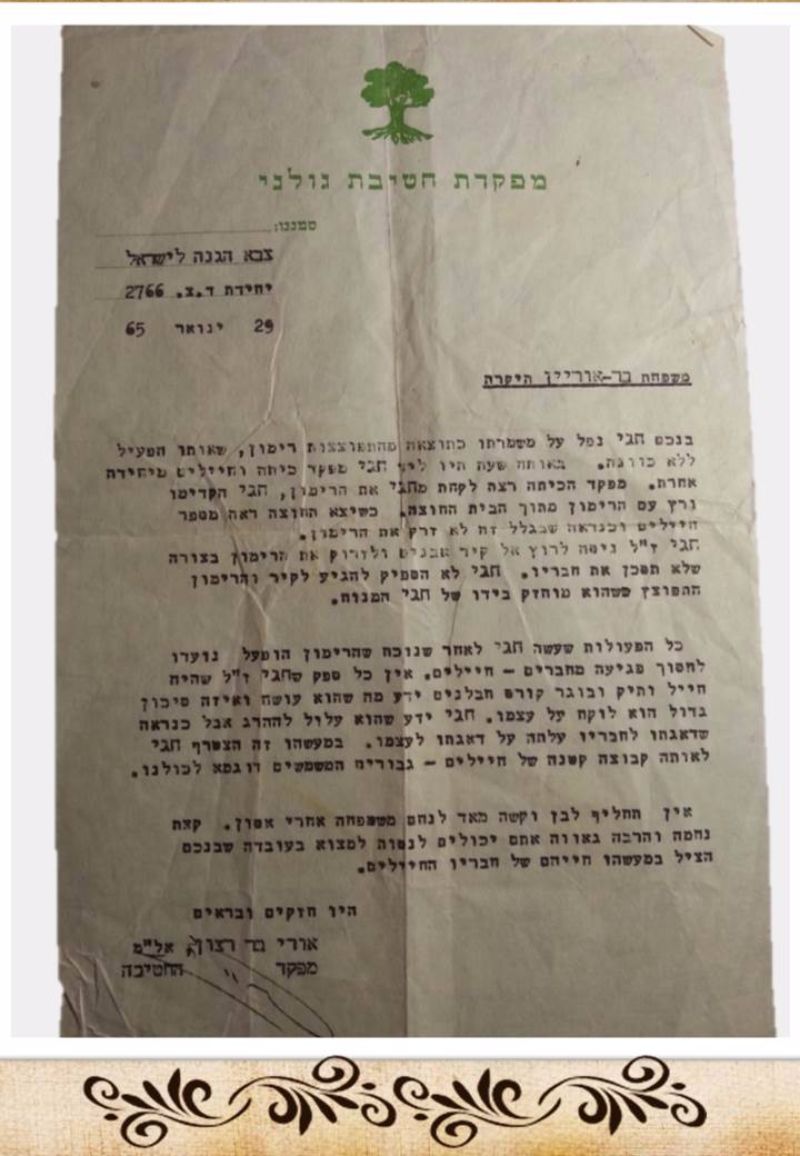 מפקדת חטיבת גולני
סמננו:
צבא הגנה לישראל
יחידת ד.צ. 2766
29 ינואר 65
משפחת בר-אוריין היקרה
בנכם חגי נפל על משמרתו כתוצאה מהתפוצצות רימון, שאותו הפעיל
ללא כוונה. באותה שעה היו ליד חגי מפקד כיתה וחיילים מיחידה
אחרת. מפקד הכיתה רצה לקחת מחגי את הרימון, חגי הקדימו
ורץ עם הרימון מתוך הבית החוצה. כשיצא החוצה ראה מספר
חיילים וכנראה שבגלל זה לא זרק את הרימון.
חגי ז"ל ניסה לרוץ אל קיר אבנים ולזרוק את הרימון בצורה
שלא תסכן את חבריו. חגי לא הספיק להגיע לקיר והרימון
התפוצץ כשהוא מוחזק בידו של חגי המנוח.
כל הפעולות שעשה חגי לאחר שנוכח שהרימון הופעל נועדו
לחסוך פגיעה מחברים - חיילים. אין כל ספק שחגי ז"ל שהיה
חייל ותיק ובוגר קורס חבלנים ידע מה שהוא עושה ואיזה סיכון
גדול הוא לוקח על עצמו. חגי ידע שהוא עלול לההרג אבל כנראה
שדאגתו לחבריו עלתה על דאגתו לעצמו. במעשהו זה הצטרף חגי
לאותה קבוצה קטנה של חיילים - גבורים המשמשים דוגמא לכולנו.
אין תחליף לבן וקשה מאד לנחם משפחה אחרי אסון. קצת
נחמה והרבה גאווה אתם יכולים לנסות למצוא בעובדה שבנכם
הציל במעשהו חייהם של חבריו החיילים.
היו חזקים ובראים
אורי בר רצון, אל"מ
מפקד החטיבה